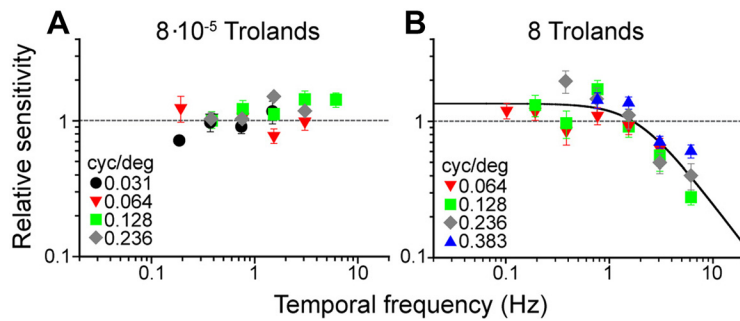 A
8·10⁻⁵ Trolands
B
8 Trolands
Relative sensitivity
1
0.1
cyc/deg
0.031
0.064
0.128
0.236
0.1
1
10
1
0.1
cyc/deg
0.064
0.128
0.236
0.383
0.1
1
10
Temporal frequency (Hz)